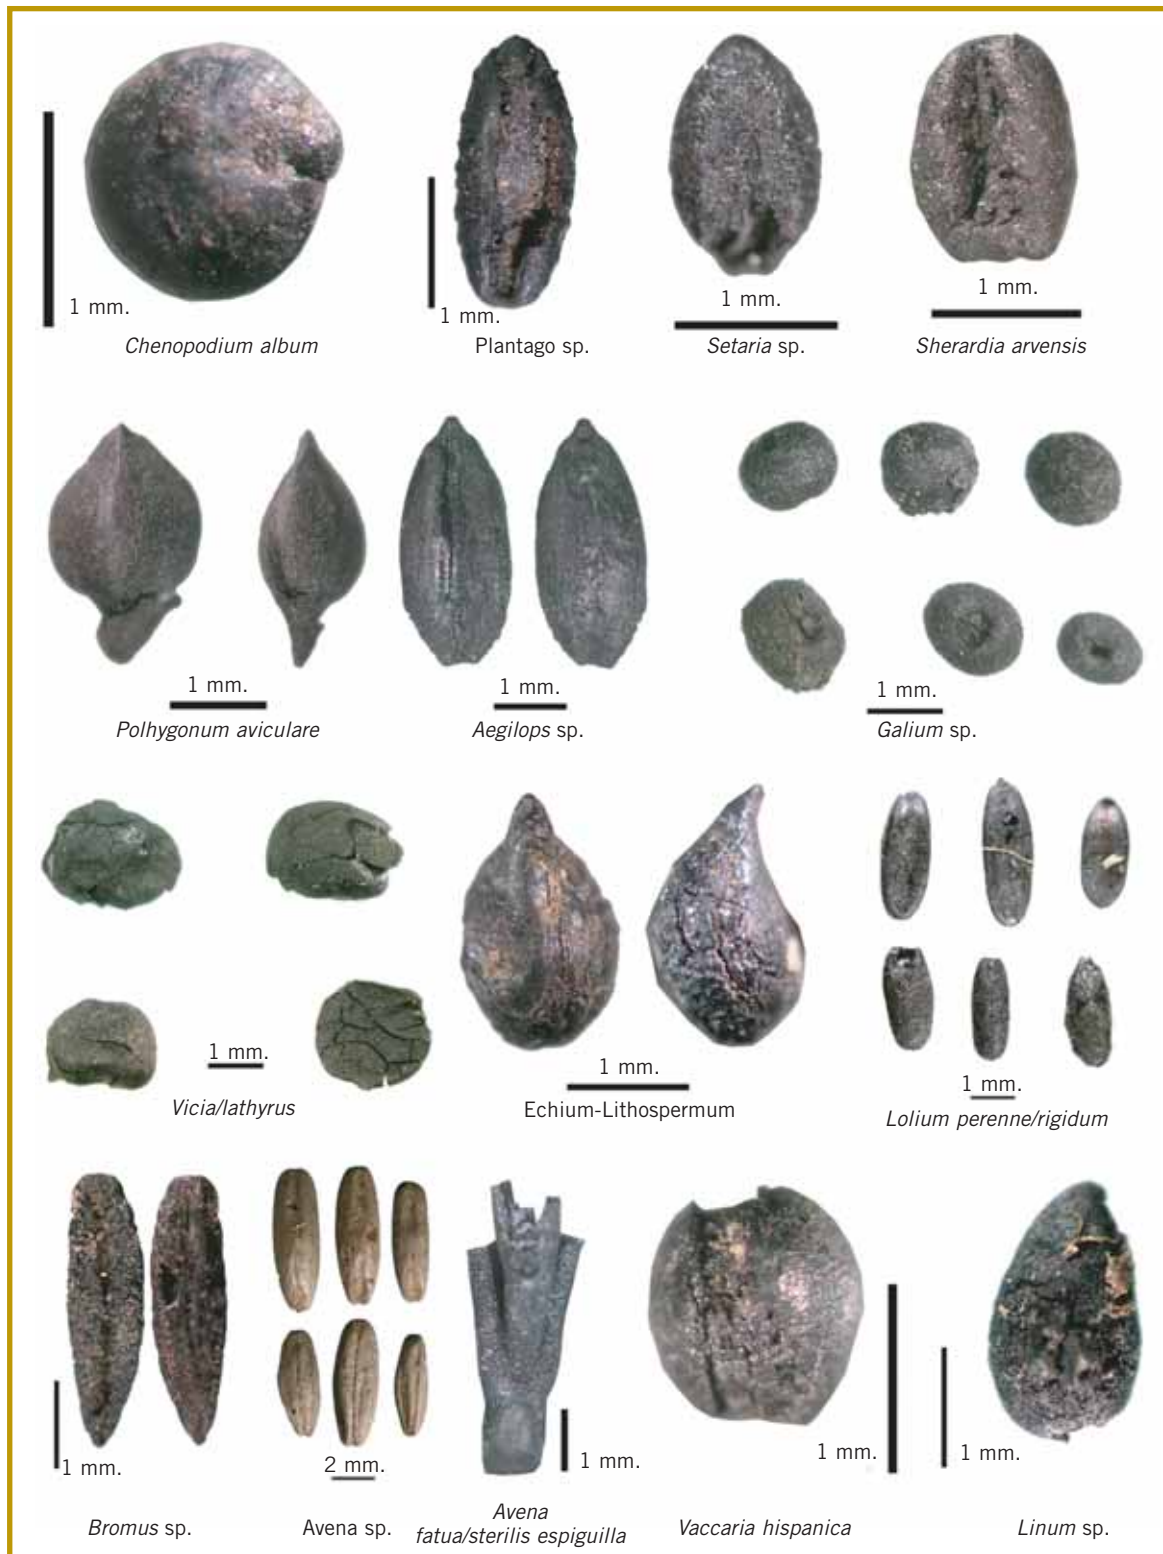 1 mm.
Chenopodium album
1 mm.
Plantago sp.
1 mm.
Setaria sp.
1 mm.
Sherardia arvensis
1 mm.
Polhygonum aviculare
1 mm.
Aegilops sp.
1 mm.
Galium sp.
1 mm.
Vicia/lathyrus
1 mm.
Echium-Lithospermum
1 mm.
Lolium perenne/rigidum
1 mm.
Bromus sp.
2 mm.
Avena sp.
1 mm.
Avena
fatua/sterilis espiguilla
1 mm.
Vaccaria hispanica
1 mm.
Linum sp.